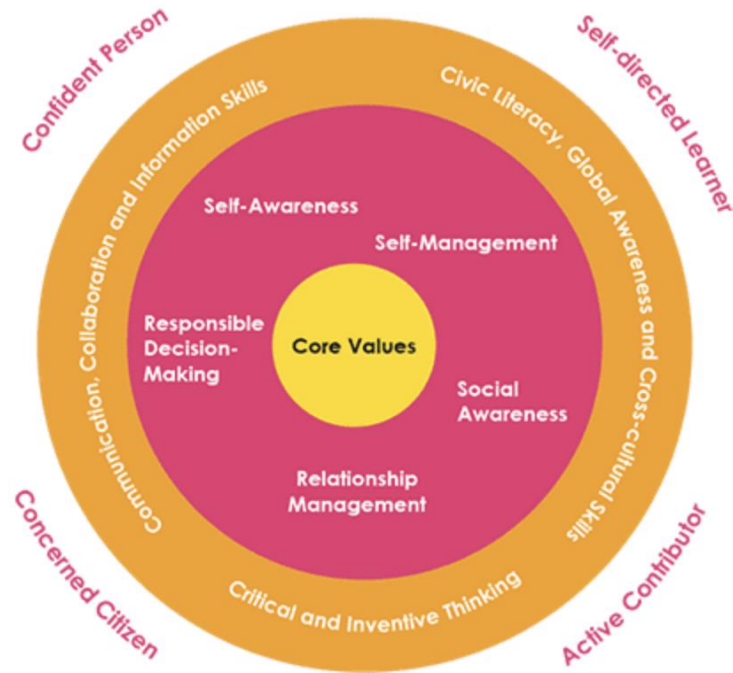 Confident Person
Self-directed Learner
Communication, Collaboration and Information Skills
Civic Literacy, Global Awareness and Cross-cultural Skills
Self-Awareness
Self-Management
Responsible
Decision-
Making
Core Values
Social
Awareness
Relationship
Management
Critical and Inventive Thinking
Concerned Citizen
Active Contributor